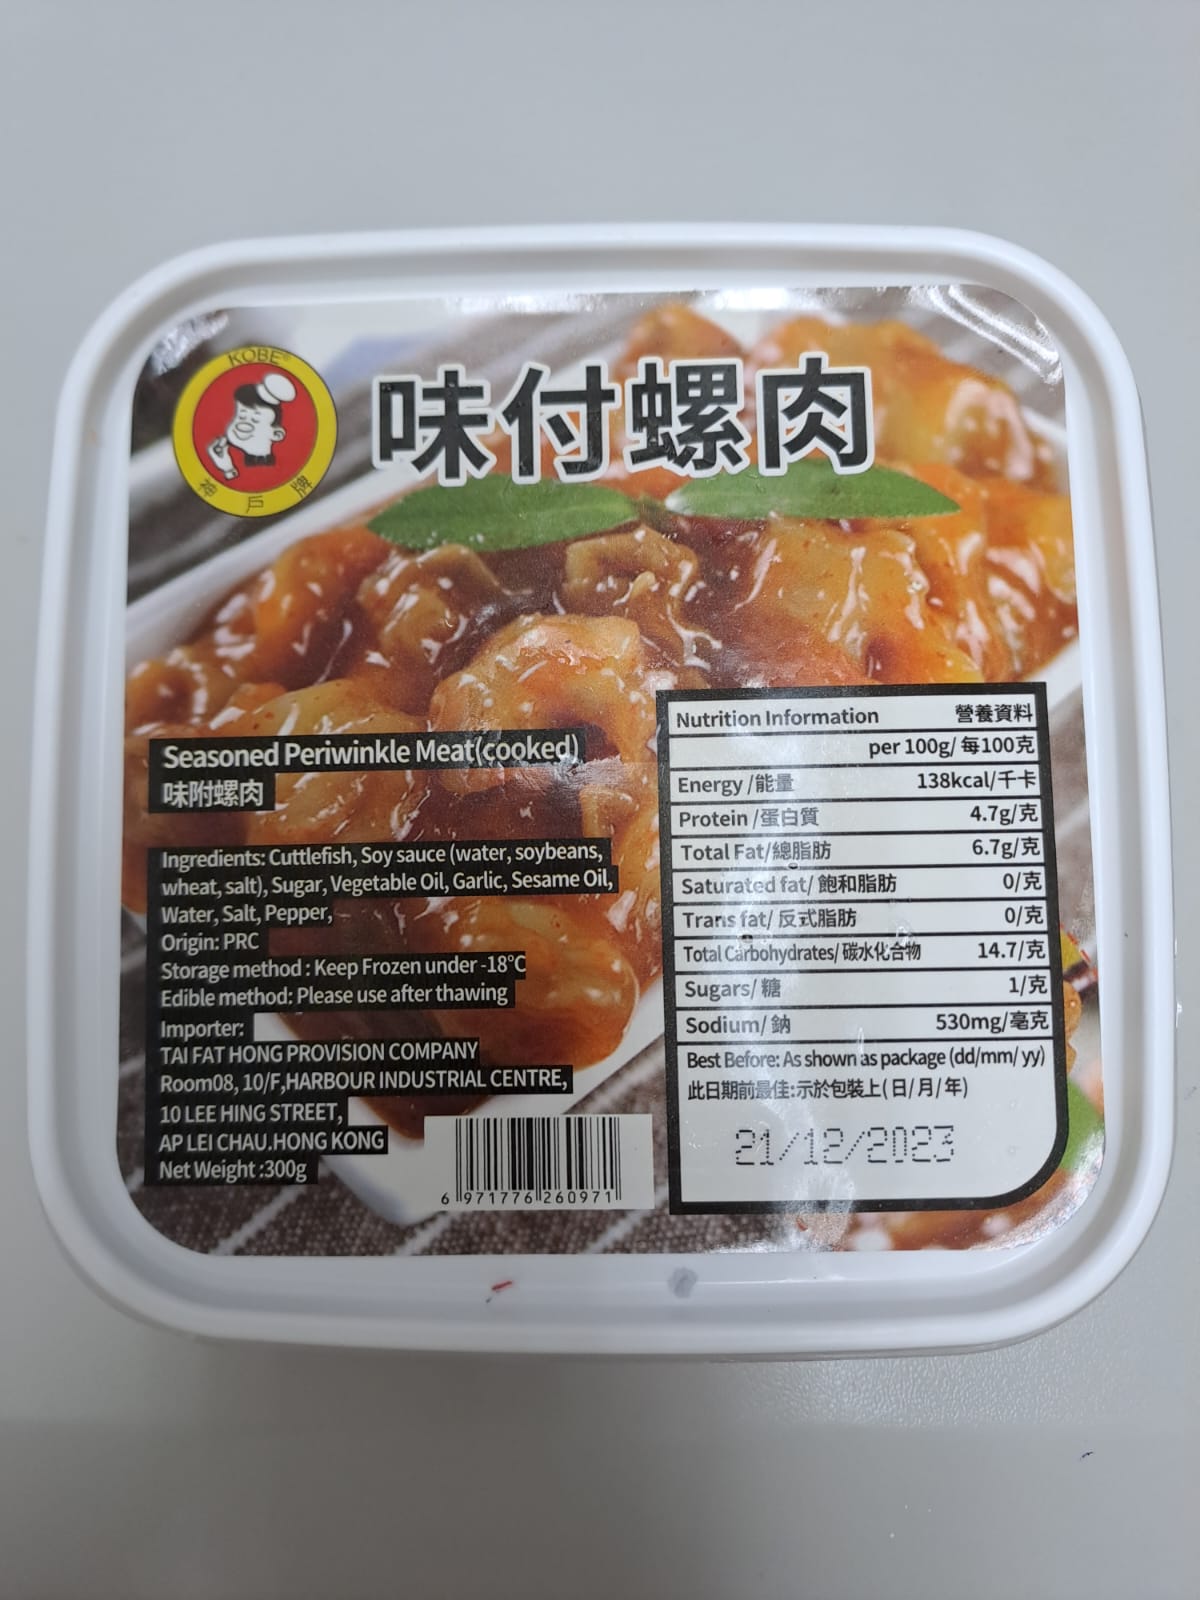 KOBE®
神戶牌
味付螺肉
Seasoned Periwinkle Meat(cooked)
味附螺肉
Ingredients: Cuttlefish, Soy sauce (water, soybeans,
wheat, salt), Sugar, Vegetable Oil, Garlic, Sesame Oil,
Water, Salt, Pepper,
Origin: PRC
Storage method : Keep Frozen under -18°C
Edible method: Please use after thawing
Importer:
TAI FAT HONG PROVISION COMPANY
Room08, 10/F,HARBOUR INDUSTRIAL CENTRE,
10 LEE HING STREET,
AP LEI CHAU.HONG KONG
Net Weight :300g
6 971776 260971
Nutrition Information 營養資料
per 100g/ 每100克
Energy /能量 138kcal/千卡
Protein /蛋白質 4.7g/克
Total Fat/總脂肪 6.7g/克
Saturated fat/ 飽和脂肪 0/克
Trans fat/ 反式脂肪 0/克
Total Carbohydrates/ 碳水化合物 14.7/克
Sugars/ 糖 1/克
Sodium/ 鈉 530mg/毫克
Best Before: As shown as package (dd/mm/ yy)
此日期前最佳:示於包裝上( 日/ 月/ 年)
21/12/2023